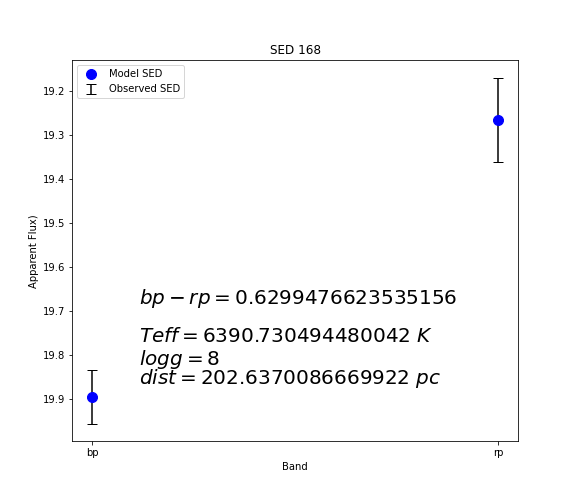 SED 168
Model SED
Observed SED
19.2
19.3
19.4
19.5
19.6
19.7
19.8
19.9
Apparent Flux)
bp − rp = 0.6299476623535156
Teff = 6390.730494480042 K
logg = 8
dist = 202.6370086669922 pc
bp
rp
Band